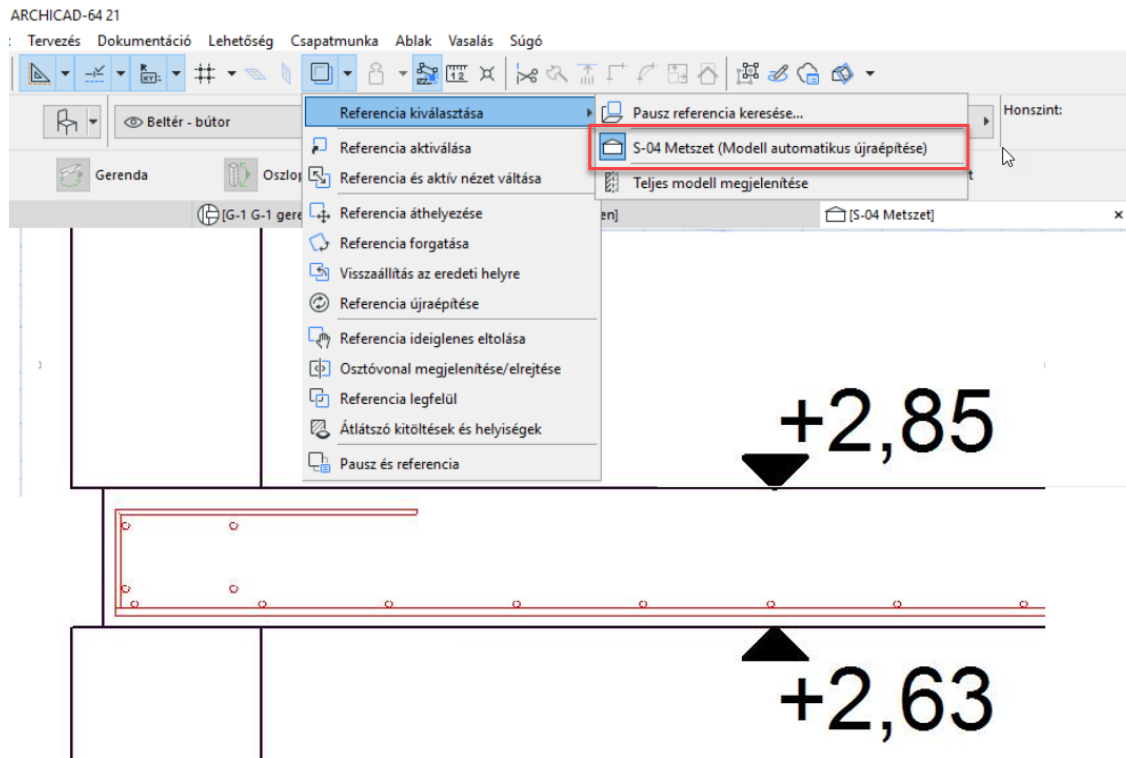 ARCHICAD-64 21
: Tervezés Dokumentáció Lehetőség Csapatmunka Ablak Vasalás Súgó
Beltér - bútor
Referencia kiválasztása
Pausz referencia keresése...
Honszint:
S-04 Metszet (Modell automatikus újraépítése)
Teljes modell megjelenítése
Gerenda
Oszlop
Referencia aktiválása
Referencia és aktív nézet váltása
[G-1 G-1 gere
en]
[S-04 Metszet]
Referencia áthelyezése
Referencia forgatása
Visszaállítás az eredeti helyre
Referencia újraépítése
Referencia ideiglenes eltolása
Osztóvonal megjelenítése/elrejtése
Referencia legfelül
Átlátszó kitöltések és helyiségek
Pausz és referencia
+2,85
+2,63